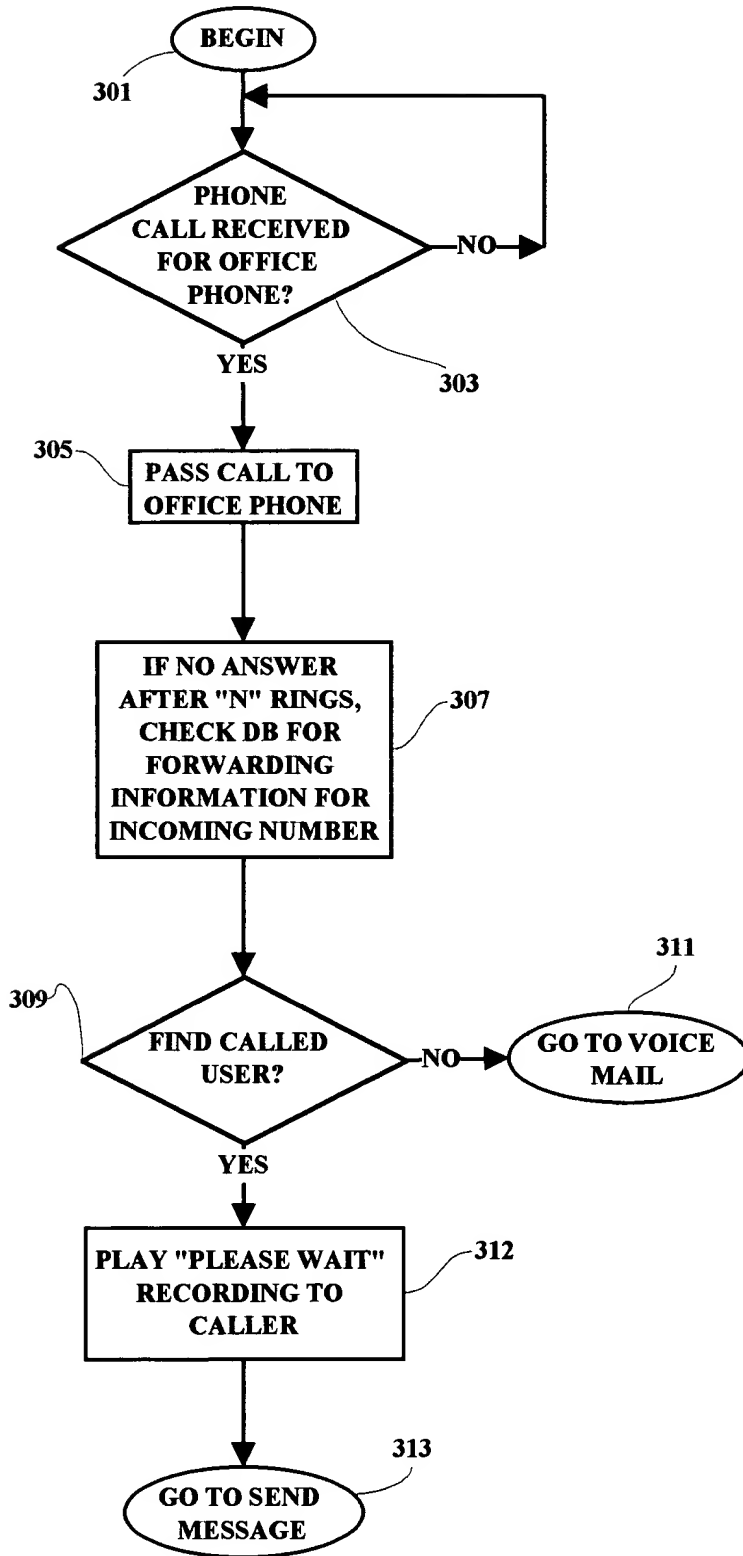 BEGIN
301
PHONE
CALL RECEIVED
FOR OFFICE
PHONE?
NO
303
YES
305
PASS CALL TO
OFFICE PHONE
IF NO ANSWER
AFTER "N" RINGS,
CHECK DB FOR
FORWARDING
INFORMATION FOR
INCOMING NUMBER
307
309
FIND CALLED
USER?
NO
311
GO TO VOICE
MAIL
YES
PLAY "PLEASE WAIT"
RECORDING TO
CALLER
312
313
GO TO SEND
MESSAGE